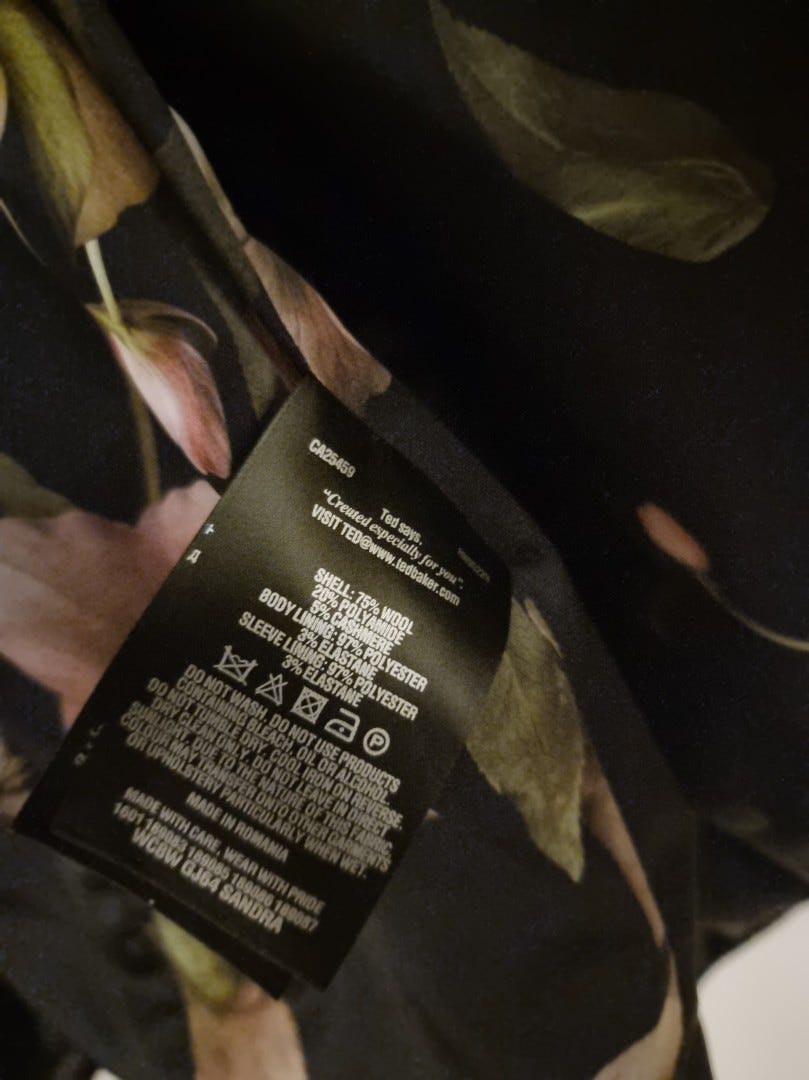 CA25459
Ted says,
"Created especially for you".
VISIT TED@www.tedbaker.com
SHELL: 75% WOOL
20% POLYAMIDE
5% CASHMERE
BODY LINING: 97% POLYESTER
3% ELASTANE
SLEEVE LINING: 97% POLYESTER
3% ELASTANE
P
DO NOT WASH, DO NOT USE PRODUCTS
CONTAINING BLEACH, OIL OR ALCOHOL.
DO NOT TUMBLE DRY, COOL IRON ON REVERSE.
DRY CLEAN ONLY, DO NOT LEAVE IN DIRECT
SUNLIGHT. DUE TO THE NATURE OF THIS FABRIC,
COLOUR MAY TRANSFER ONTO OTHER GARMENTS
OR UPHOLSTERY PARTICULARLY WHEN WET.
MADE IN ROMANIA
MADE WITH CARE, WEAR WITH PRIDE
SANDRA